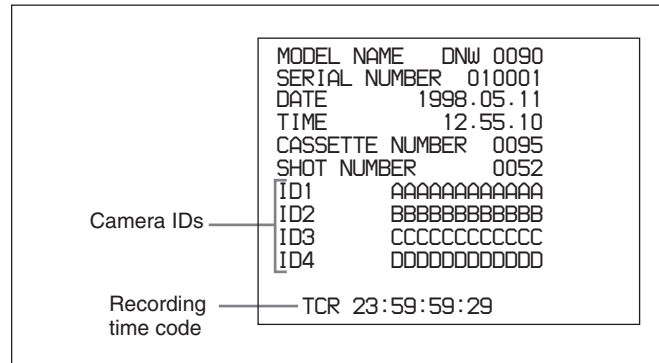 MODEL NAME DNW 0090
SERIAL NUMBER 010001
DATE 1998.05.11
TIME 12.55.10
CASSETTE NUMBER 0095
SHOT NUMBER 0052
Camera IDs
ID1 AAAAAAAAAAAA
ID2 BBBBBBBBBBBB
ID3 CCCCCCCCCCCC
ID4 DDDDDDDDDDDD
Recording
time code
TCR 23:59:59:29